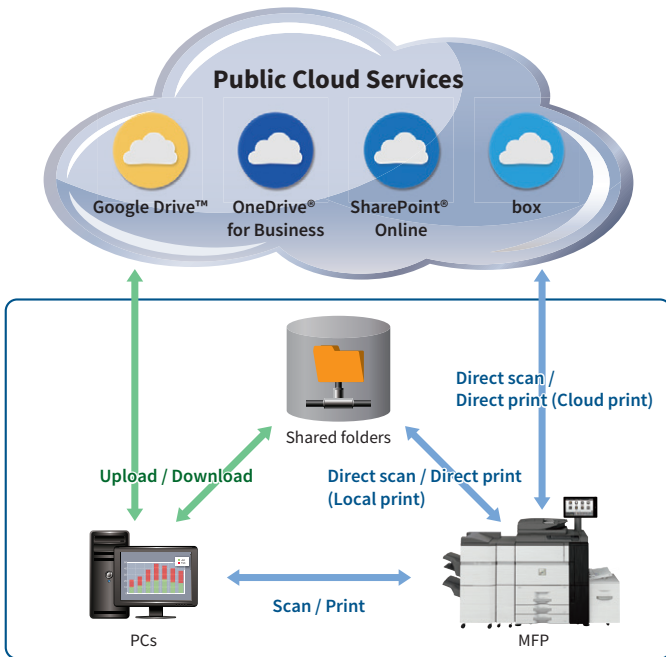 Public Cloud Services
Google Drive™
OneDrive®
for Business
SharePoint®
Online
box
Direct scan /
Direct print (Cloud print)
Shared folders
Upload / Download
Direct scan / Direct print
(Local print)
Scan / Print
PCs
MFP